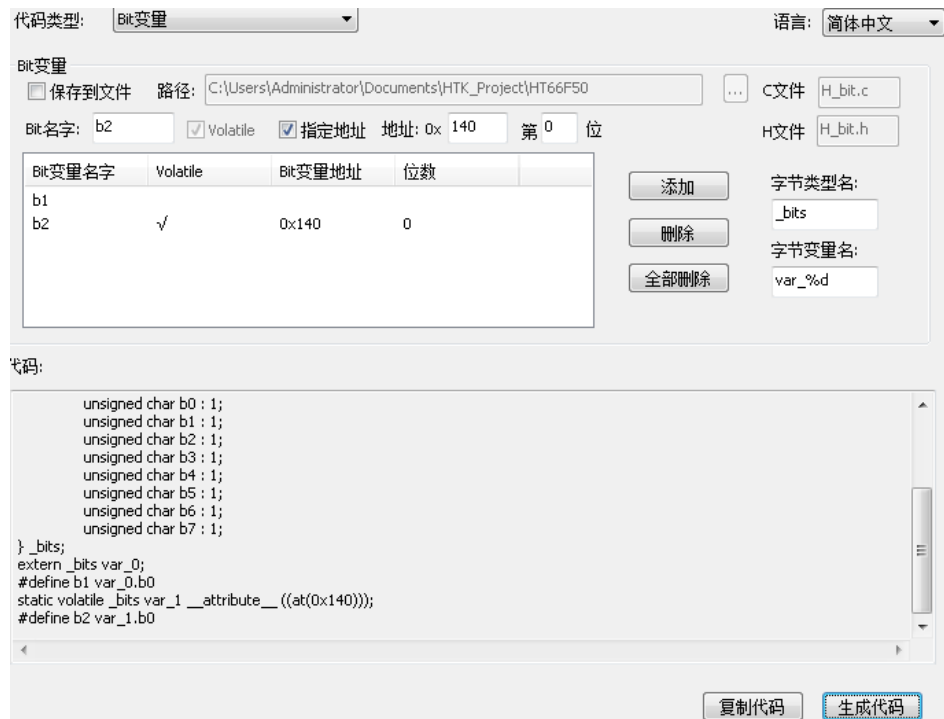 代码类型: Bit变量 语言: 简体中文
Bit变量
保存到文件 路径: C:\Users\Administrator\Documents\HTK_Project\HT66F50 ... C文件 H_bit.c
Bit名字: b2 Volatile 指定地址 地址: 0x 140 第 0 位 H文件 H_bit.h
Bit变量名字 Volatile Bit变量地址 位数
b1
b2 √ 0x140 0
添加
删除
全部删除
字节类型名:
_bits
字节变量名:
var_%d
代码:
unsigned char b0 : 1;
unsigned char b1 : 1;
unsigned char b2 : 1;
unsigned char b3 : 1;
unsigned char b4 : 1;
unsigned char b5 : 1;
unsigned char b6 : 1;
unsigned char b7 : 1;
} _bits;
extern _bits var_0;
#define b1 var_0.b0
static volatile _bits var_1 __attribute__ ((at(0x140)));
#define b2 var_1.b0
复制代码 生成代码